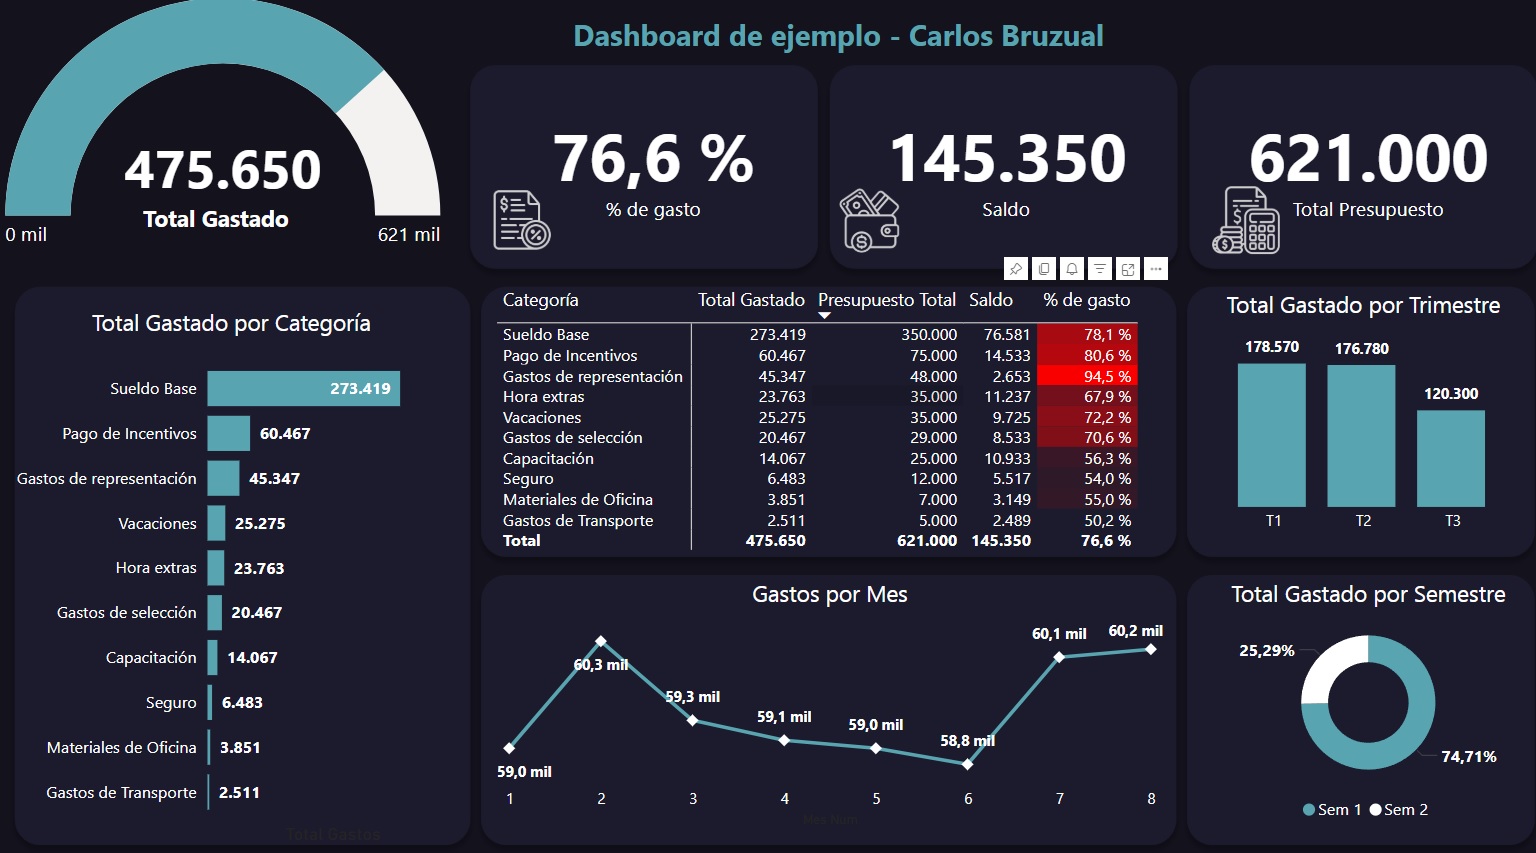 Dashboard de ejemplo - Carlos Bruzual
475.650
Total Gastado
0 mil
621 mil
76,6 %
% de gasto
145.350
Saldo
621.000
Total Presupuesto
Total Gastado por Categoría
Sueldo Base 273.419
Pago de Incentivos 60.467
Gastos de representación 45.347
Vacaciones 25.275
Hora extras 23.763
Gastos de selección 20.467
Capacitación 14.067
Seguro 6.483
Materiales de Oficina 3.851
Gastos de Transporte 2.511
Total Gastos
Categoría Total Gastado Presupuesto Total Saldo % de gasto
Sueldo Base 273.419 350.000 76.581 78,1 %
Pago de Incentivos 60.467 75.000 14.533 80,6 %
Gastos de representación 45.347 48.000 2.653 94,5 %
Hora extras 23.763 35.000 11.237 67,9 %
Vacaciones 25.275 35.000 9.725 72,2 %
Gastos de selección 20.467 29.000 8.533 70,6 %
Capacitación 14.067 25.000 10.933 56,3 %
Seguro 6.483 12.000 5.517 54,0 %
Materiales de Oficina 3.851 7.000 3.149 55,0 %
Gastos de Transporte 2.511 5.000 2.489 50,2 %
Total 475.650 621.000 145.350 76,6 %
Total Gastado por Trimestre
178.570
176.780
120.300
T1 T2 T3
Gastos por Mes
59,0 mil
60,3 mil
59,3 mil
59,1 mil
59,0 mil
58,8 mil
60,1 mil
60,2 mil
1 2 3 4 5 6 7 8
Mes Num
Total Gastado por Semestre
25,29%
74,71%
Sem 1 Sem 2